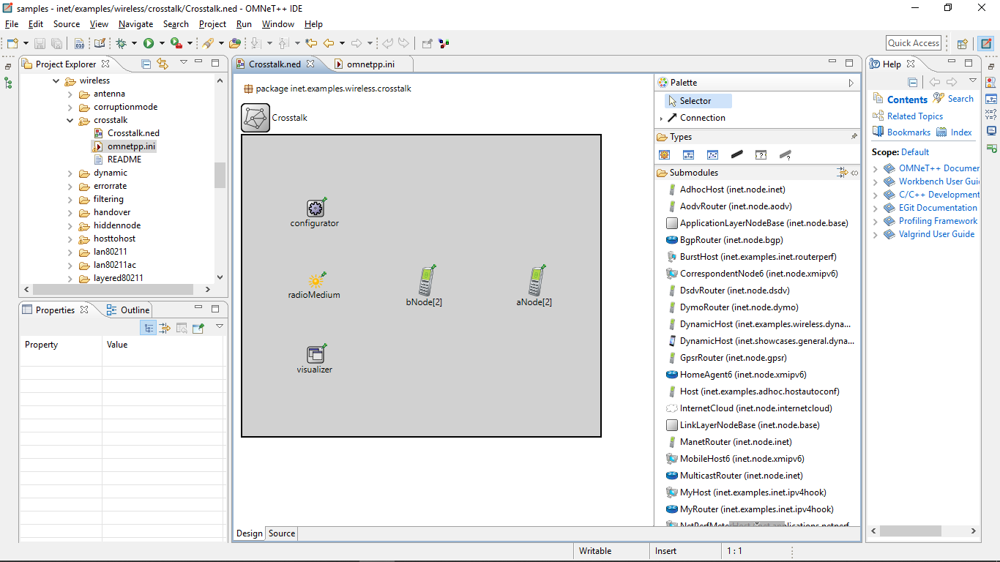 samples - inet/examples/wireless/crosstalk/Crosstalk.ned - OMNeT++ IDE
File Edit Source View Navigate Search Project Run Window Help
Quick Access
Project Explorer
wireless
antenna
corruptionmode
crosstalk
Crosstalk.ned
omnetpp.ini
README
dynamic
errorrate
filtering
handover
hiddennode
hosttohost
lan80211
lan80211ac
layered80211
Properties Outline
Property Value
Crosstalk.ned omnetpp.ini
package inet.examples.wireless.crosstalk
Crosstalk
configurator
radioMedium
bNode[2]
aNode[2]
visualizer
Design Source
Palette
Selector
Connection
Types
Submodules
AdhocHost (inet.node.inet)
AodvRouter (inet.node.aodv)
ApplicationLayerNodeBase (inet.node.base)
BgpRouter (inet.node.bgp)
BurstHost (inet.examples.inet.routerperf)
CorrespondentNode6 (inet.node.xmipv6)
DsdvRouter (inet.node.dsdv)
DymoRouter (inet.node.dymo)
DynamicHost (inet.examples.wireless.dyna...
DynamicHost (inet.showcases.general.dyna...
GpsrRouter (inet.node.gpsr)
HomeAgent6 (inet.node.xmipv6)
Host (inet.examples.adhoc.hostautoconf)
InternetCloud (inet.node.internetcloud)
LinkLayerNodeBase (inet.node.base)
ManetRouter (inet.node.inet)
MobileHost6 (inet.node.xmipv6)
MulticastRouter (inet.node.inet)
MyHost (inet.examples.inet.ipv4hook)
MyRouter (inet.examples.inet.ipv4hook)
Help
Contents Search
Related Topics
Bookmarks Index
Scope: Default
OMNeT++ Documen
Workbench User Gui
C/C++ Development
EGit Documentation
Profiling Framework
Valgrind User Guide
Writable Insert 1 : 1